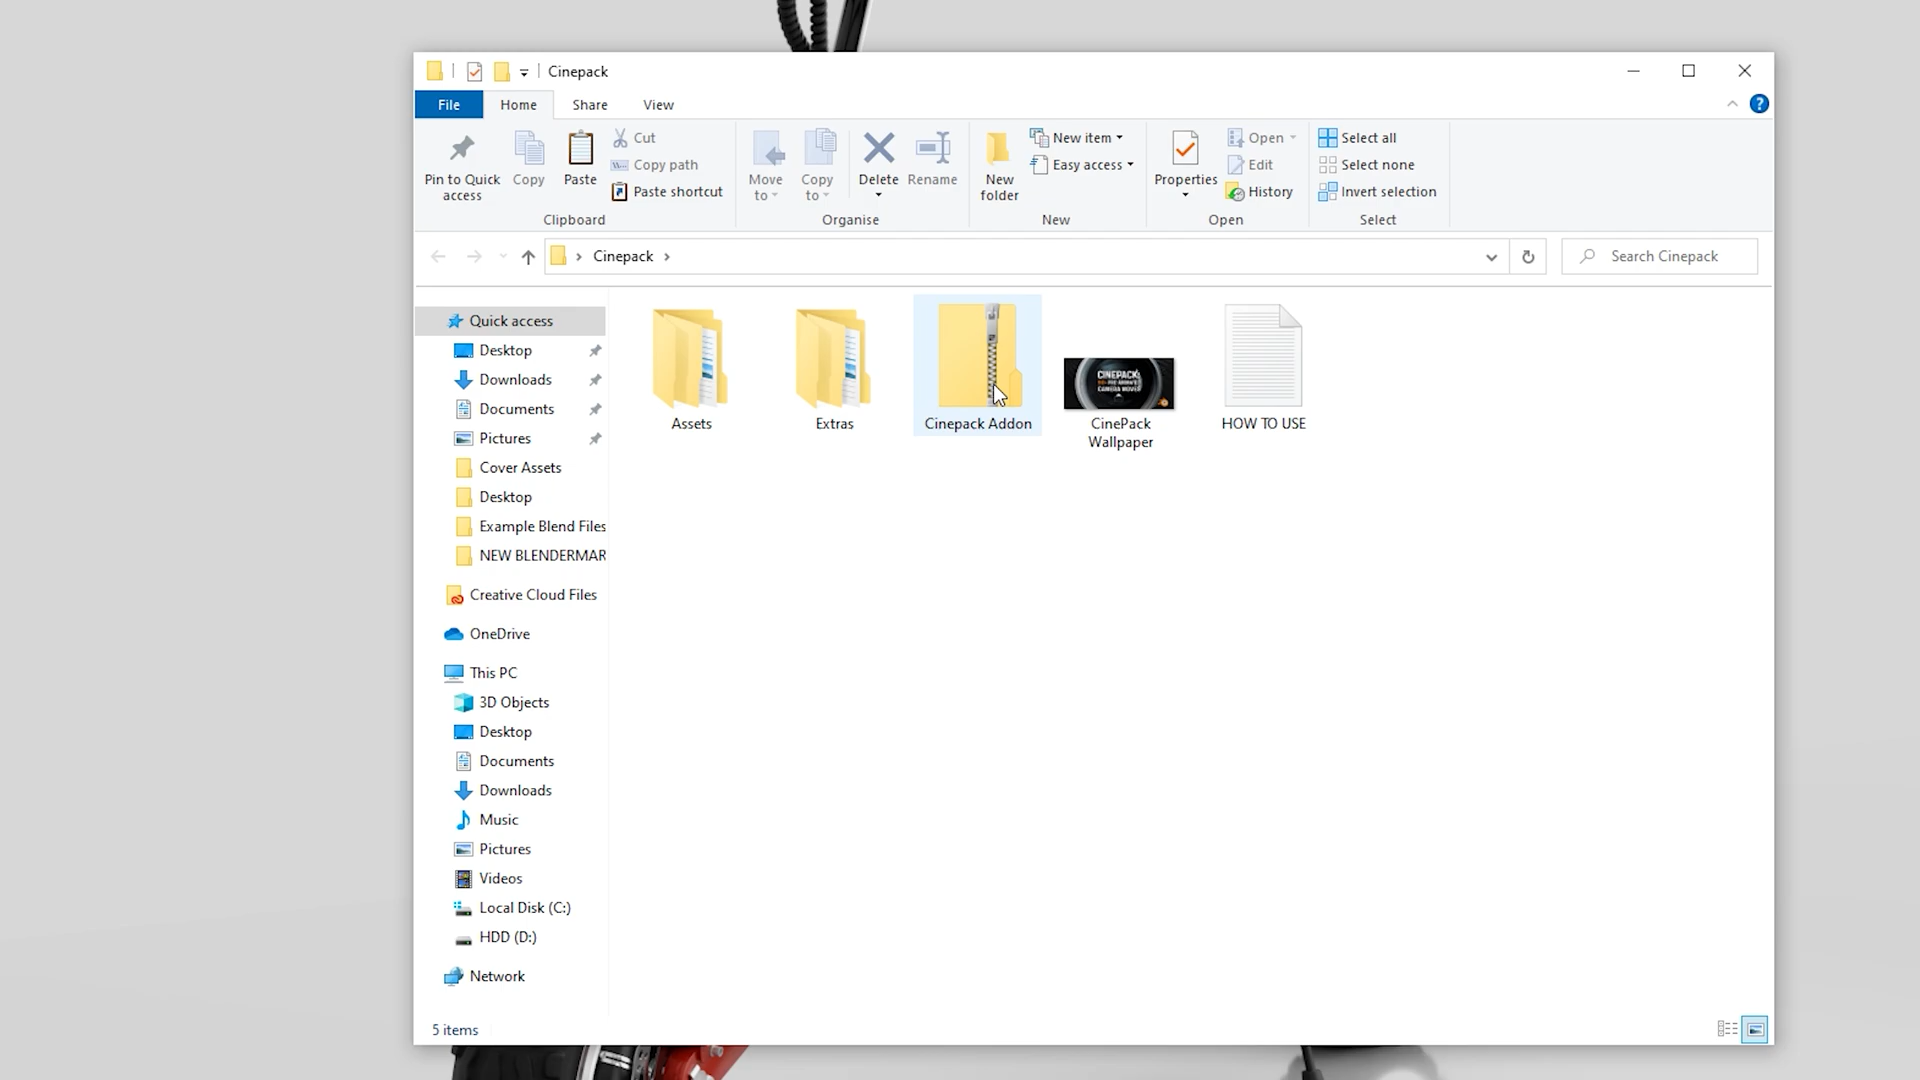 Cinepack
File
Home
Share
View
Pin to Quick
access
Copy
Paste
Cut
Copy path
Paste shortcut
Clipboard
Move
to
Copy
to
Delete
Rename
Organise
New
folder
New item
Easy access
New
Properties
Open
Edit
History
Open
Select all
Select none
Invert selection
Select
Cinepack
Search Cinepack
Quick access
Desktop
Downloads
Documents
Pictures
Cover Assets
Desktop
Example Blend Files
NEW BLENDERMAR
Creative Cloud Files
OneDrive
This PC
3D Objects
Desktop
Documents
Downloads
Music
Pictures
Videos
Local Disk (C:)
HDD (D:)
Network
Assets
Extras
Cinepack Addon
CINEPACK
CAMERA MOVES
CinePack
Wallpaper
HOW TO USE
5 items